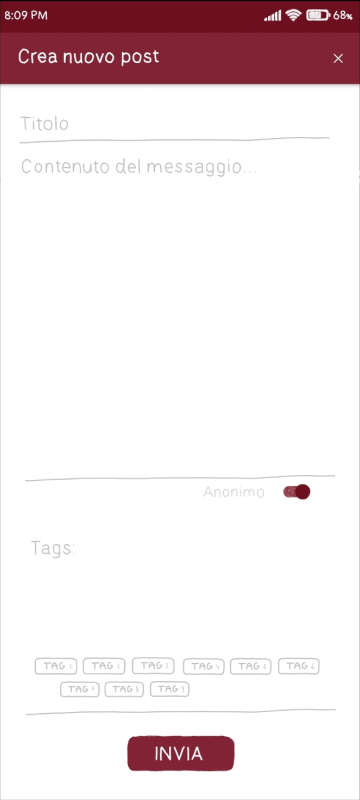 8:09 PM 68%
Crea nuovo post ×
Titolo
Contenuto del messaggio...
Anonimo
Tags:
TAG 1 TAG 2 TAG 3 TAG 4 TAG 5 TAG 6
TAG 7 TAG 8 TAG 9
INVIA